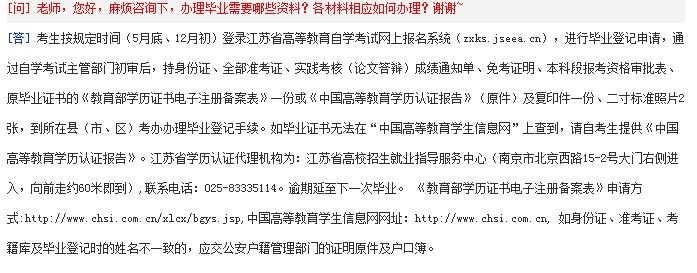 [问] 老师，您好，麻烦咨询下，办理毕业需要哪些资料？各材料相应如何办理？谢谢~
[答] 考生按规定时间（5月底、12月初）登录江苏省高等教育自学考试网上报名系统（zxks.jseea.cn），进行毕业登记申请，通
过自学考试主管部门初审后，持身份证、全部准考证、实践考核（论文答辩）成绩通知单、免考证明、本科段报考资格审批表、
原毕业证书的《教育部学历证书电子注册备案表》一份或《中国高等教育学历认证报告》（原件）及复印件一份、二寸标准照片2
张，到所在县（市、区）考办办理毕业登记手续。如毕业证书无法在“中国高等教育学生信息网”上查到，请自考生提供《中国
高等教育学历认证报告》。江苏省学历认证代理机构为：江苏省高校招生就业指导服务中心（南京市北京西路15-2号大门右侧进
入，向前走约60米即到）,联系电话：025-83335114。逾期延至下一次毕业。 《教育部学历证书电子注册备案表》申请方
式:http://www.chsi.com.cn/xlcx/bgys.jsp,中国高等教育学生信息网网址：http://www.chsi.com.cn, 如身份证、准考证、考
籍库及毕业登记时的姓名不一致的，应交公安户籍管理部门的证明原件及户口簿。